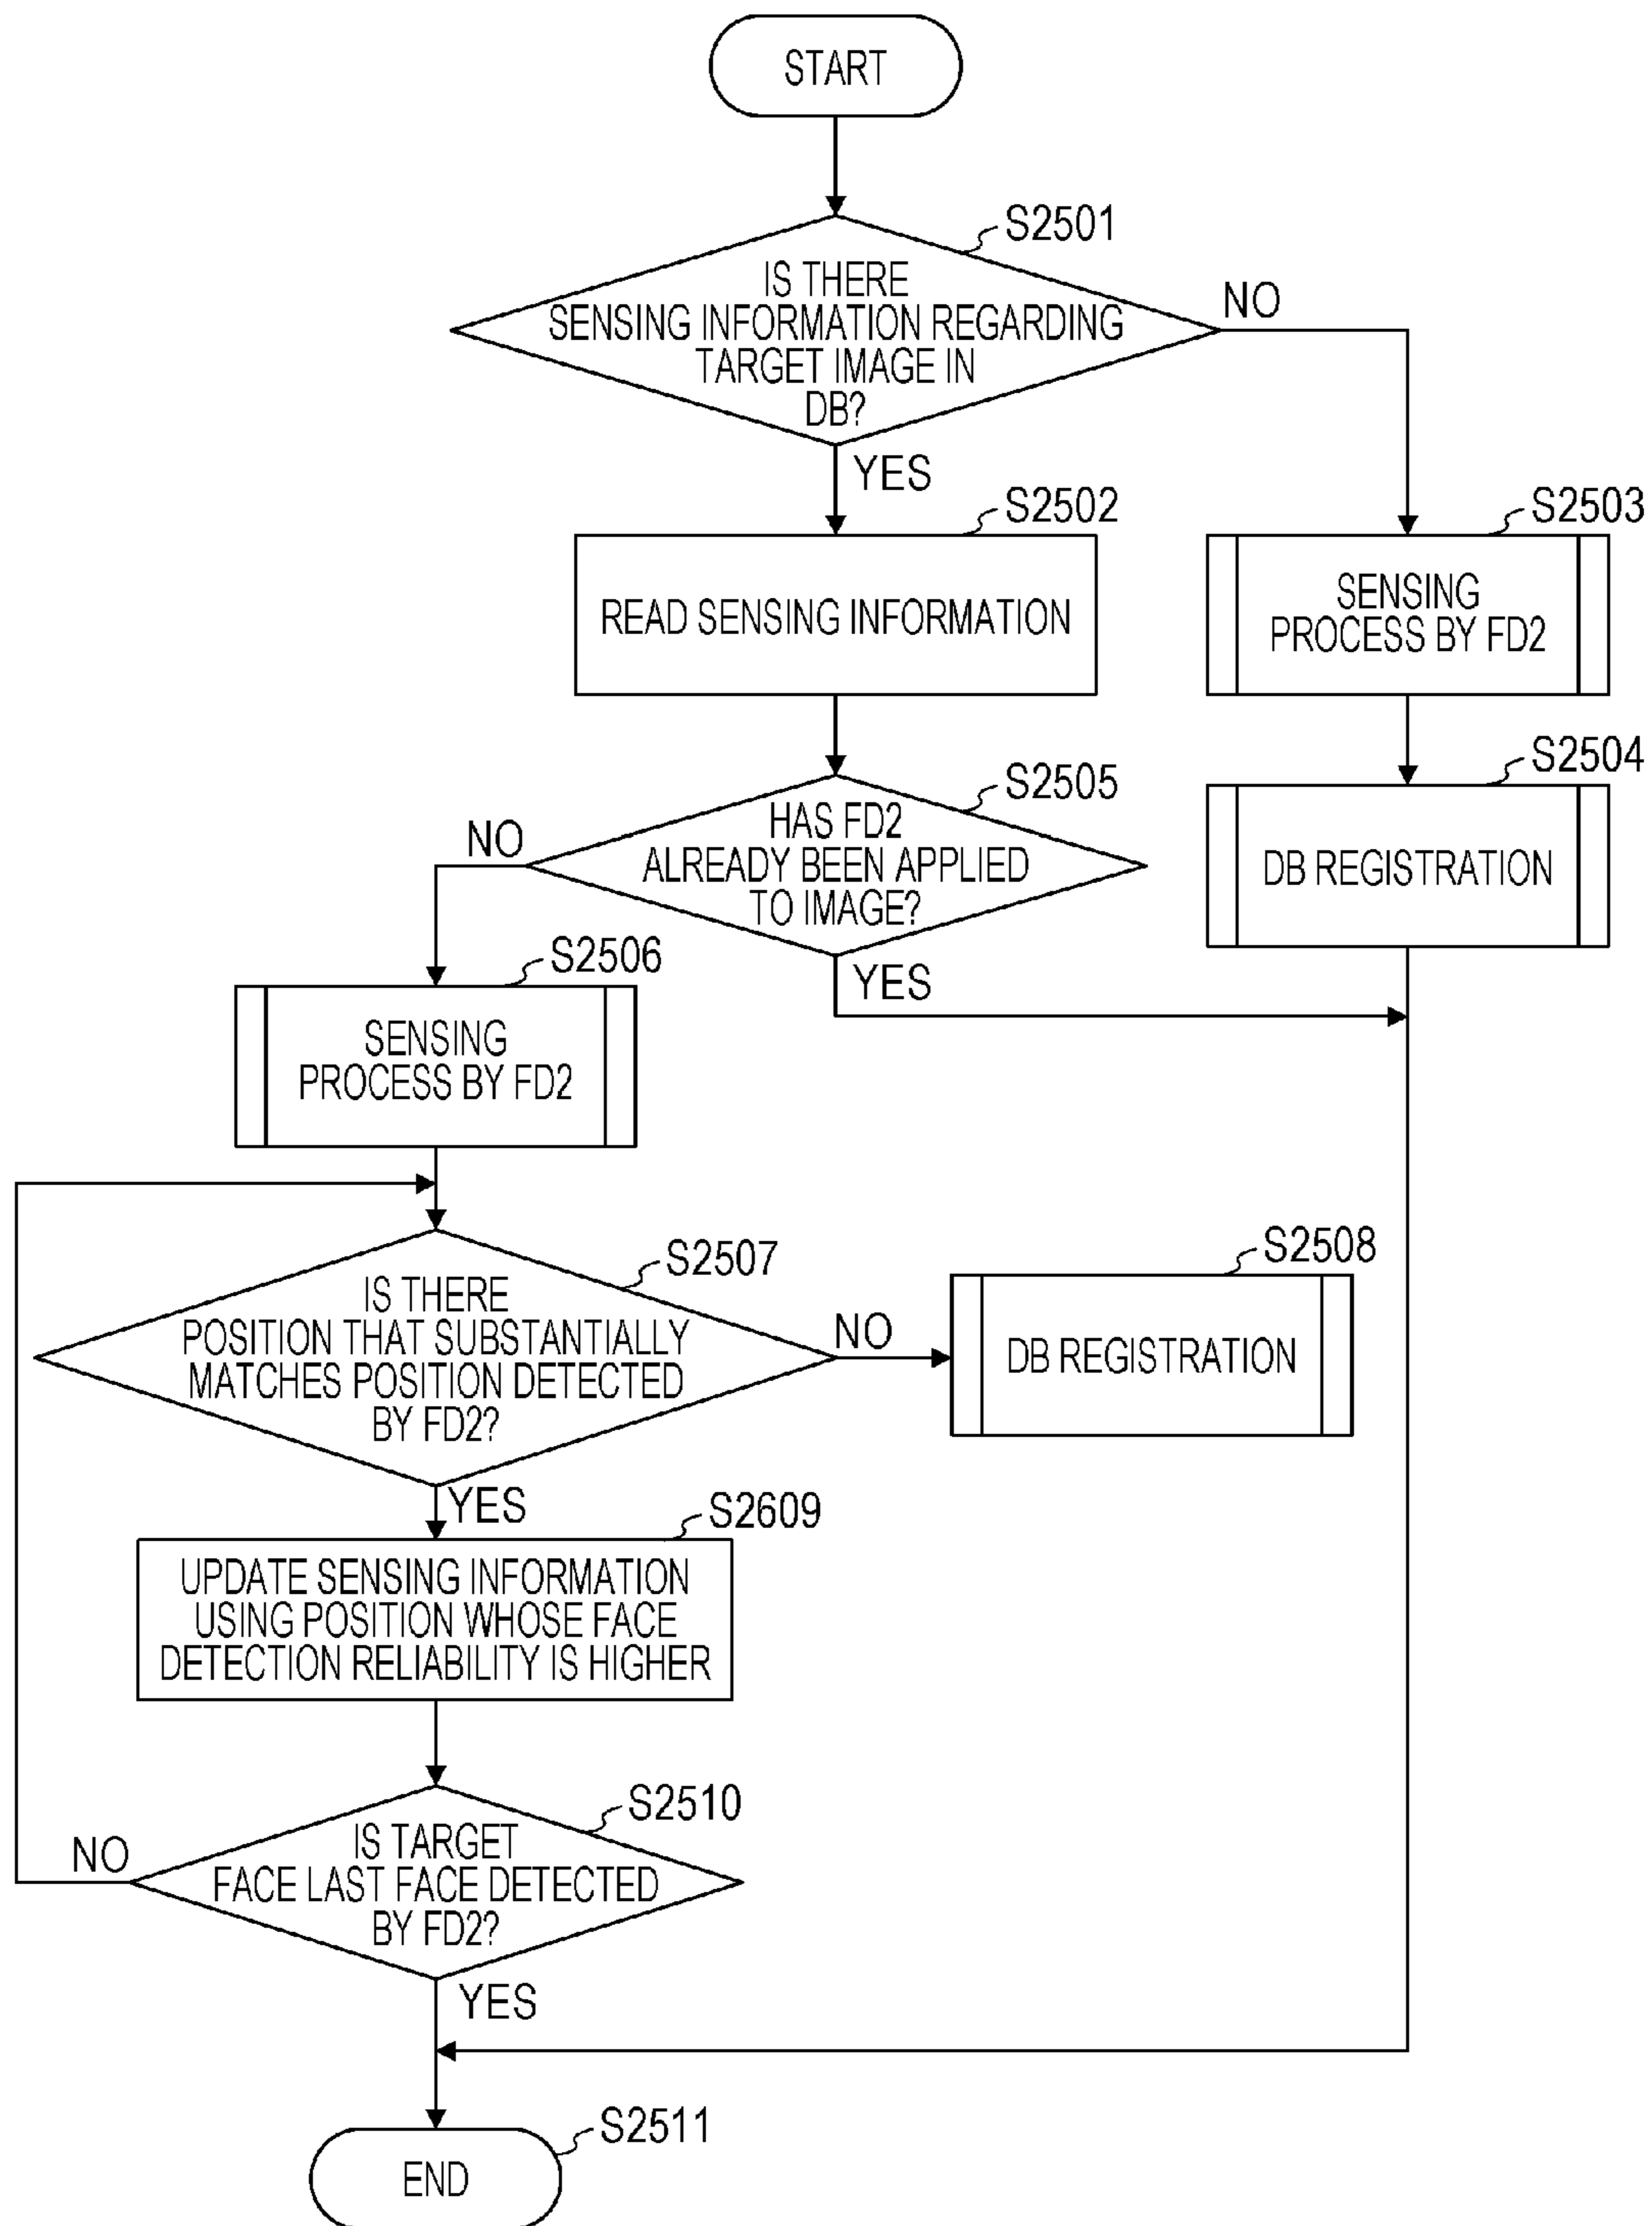 START
S2501
IS THERE
SENSING INFORMATION REGARDING
TARGET IMAGE IN
DB?
NO
YES
S2502
READ SENSING INFORMATION
S2503
SENSING
PROCESS BY FD2
S2504
DB REGISTRATION
S2505
HAS FD2
ALREADY BEEN APPLIED
TO IMAGE?
NO
YES
S2506
SENSING
PROCESS BY FD2
S2507
IS THERE
POSITION THAT SUBSTANTIALLY
MATCHES POSITION DETECTED
BY FD2?
NO
S2508
DB REGISTRATION
YES
S2609
UPDATE SENSING INFORMATION
USING POSITION WHOSE FACE
DETECTION RELIABILITY IS HIGHER
S2510
IS TARGET
FACE LAST FACE DETECTED
BY FD2?
NO
YES
S2511
END